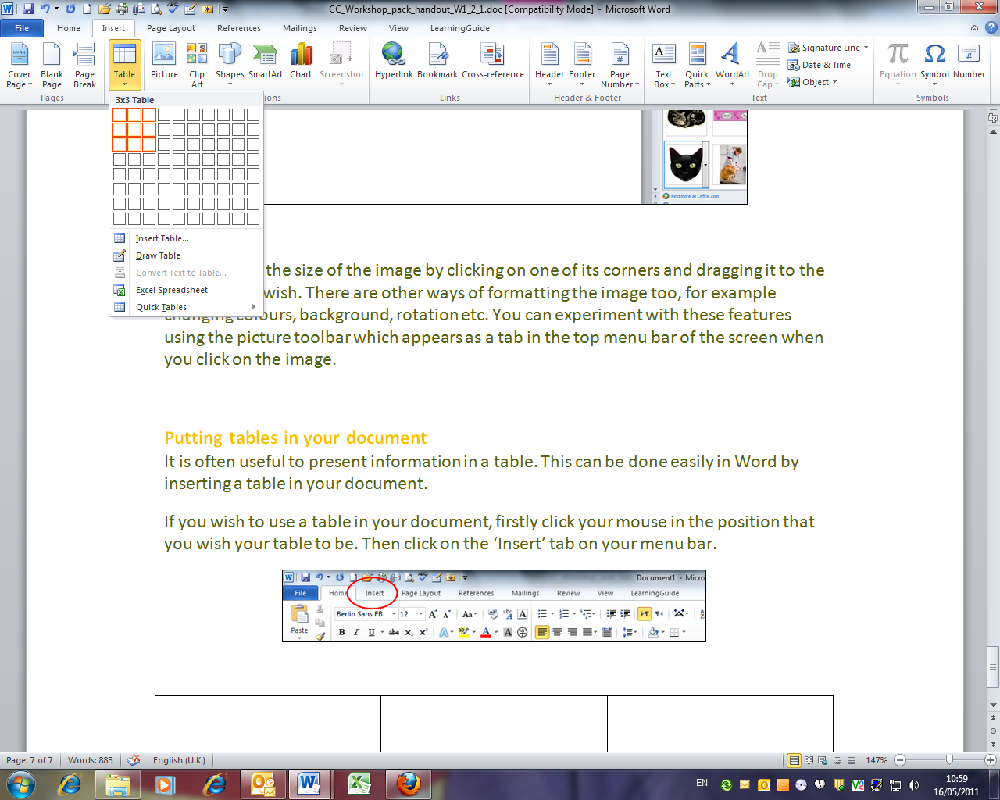 CC_Workshop_pack_handout_W1_2_1.doc [Compatibility Mode] - Microsoft Word
File Home Insert Page Layout References Mailings Review View LearningGuide
Cover Page
Blank Page
Page Break
Table
Picture
Clip Art
Shapes
SmartArt
Chart
Screenshot
Hyperlink
Bookmark
Cross-reference
Header
Footer
Page Number
Text Box
Quick Parts
WordArt
Drop Cap
Signature Line
Date & Time
Object
Equation
Symbol
Number
Pages
ions
Links
Header & Footer
Text
Symbols
3x3 Table
Insert Table...
Draw Table
Convert Text to Table...
Excel Spreadsheet
Quick Tables
Find more at Office.com
the size of the image by clicking on one of its corners and dragging it to the
wish. There are other ways of formatting the image too, for example
changing colours, background, rotation etc. You can experiment with these features
using the picture toolbar which appears as a tab in the top menu bar of the screen when
you click on the image.
Putting tables in your document
It is often useful to present information in a table. This can be done easily in Word by
inserting a table in your document.
If you wish to use a table in your document, firstly click your mouse in the position that
you wish your table to be. Then click on the ‘Insert’ tab on your menu bar.
Document1 - Micro
File Home Insert Page Layout References Mailings Review View LearningGuide
Paste
Berlin Sans FB 12
Page: 7 of 7 Words: 883 English (U.K.) 147%
EN 10:59
16/05/2011